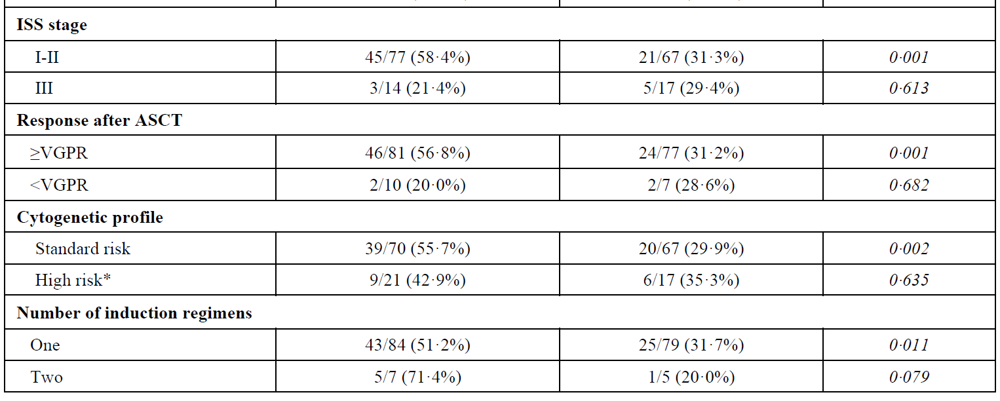 ISS stage
I-II 45/77 (58·4%) 21/67 (31·3%) 0·001
III 3/14 (21·4%) 5/17 (29·4%) 0·613
Response after ASCT
≥VGPR 46/81 (56·8%) 24/77 (31·2%) 0·001
<VGPR 2/10 (20·0%) 2/7 (28·6%) 0·682
Cytogenetic profile
Standard risk 39/70 (55·7%) 20/67 (29·9%) 0·002
High risk* 9/21 (42·9%) 6/17 (35·3%) 0·635
Number of induction regimens
One 43/84 (51·2%) 25/79 (31·7%) 0·011
Two 5/7 (71·4%) 1/5 (20·0%) 0·079